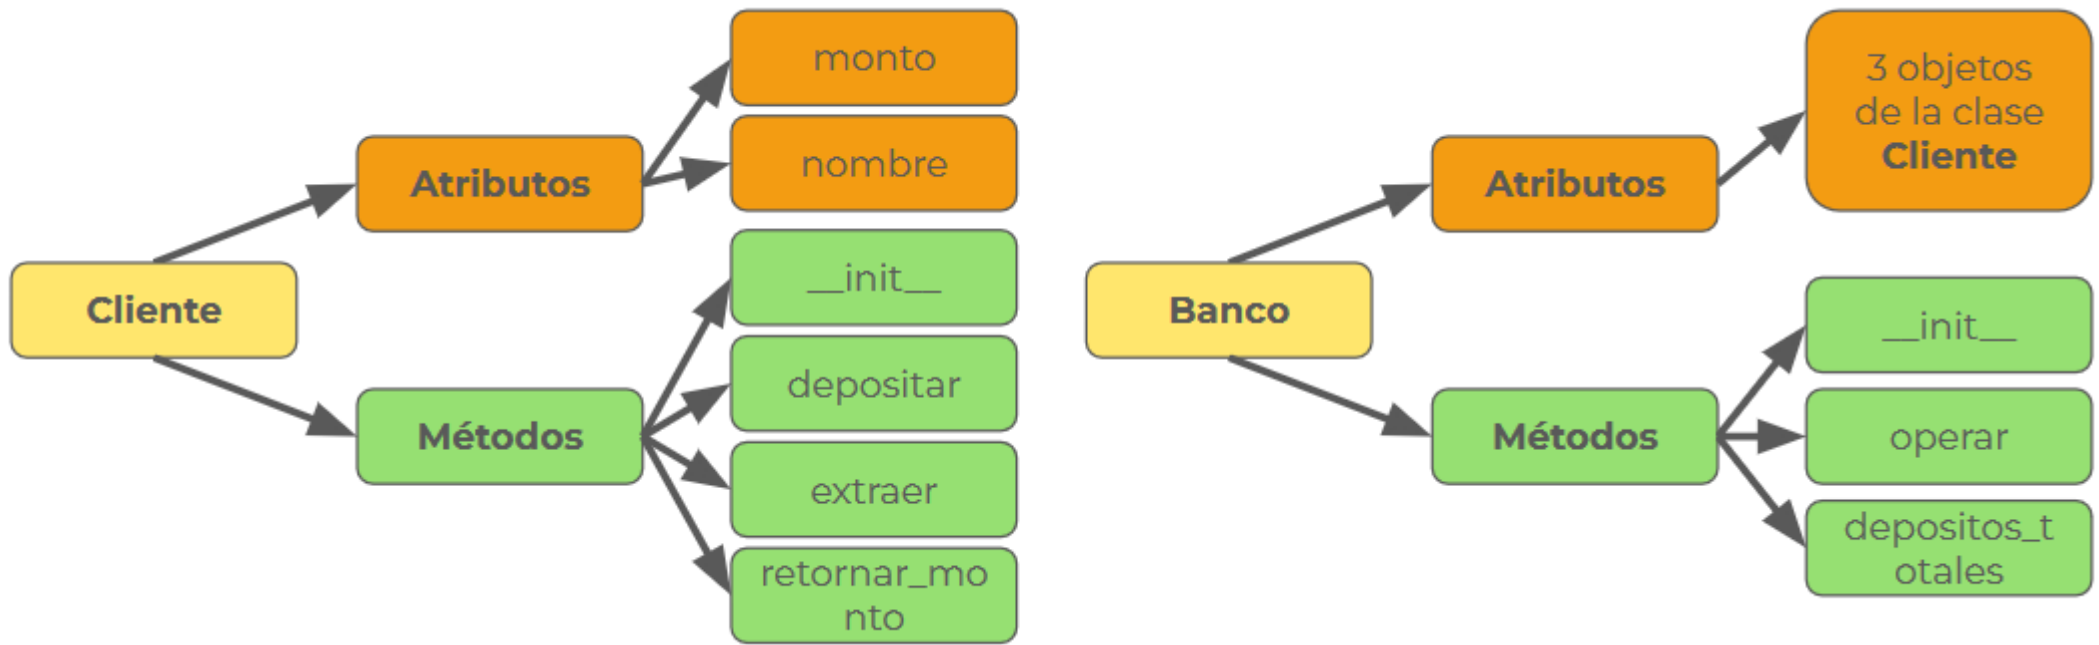 Cliente
Atributos
monto
nombre
Métodos
__init__
depositar
extraer
retornar_mo
nto
Banco
Atributos
3 objetos
de la clase
Cliente
Métodos
__init__
operar
depositos_t
otales